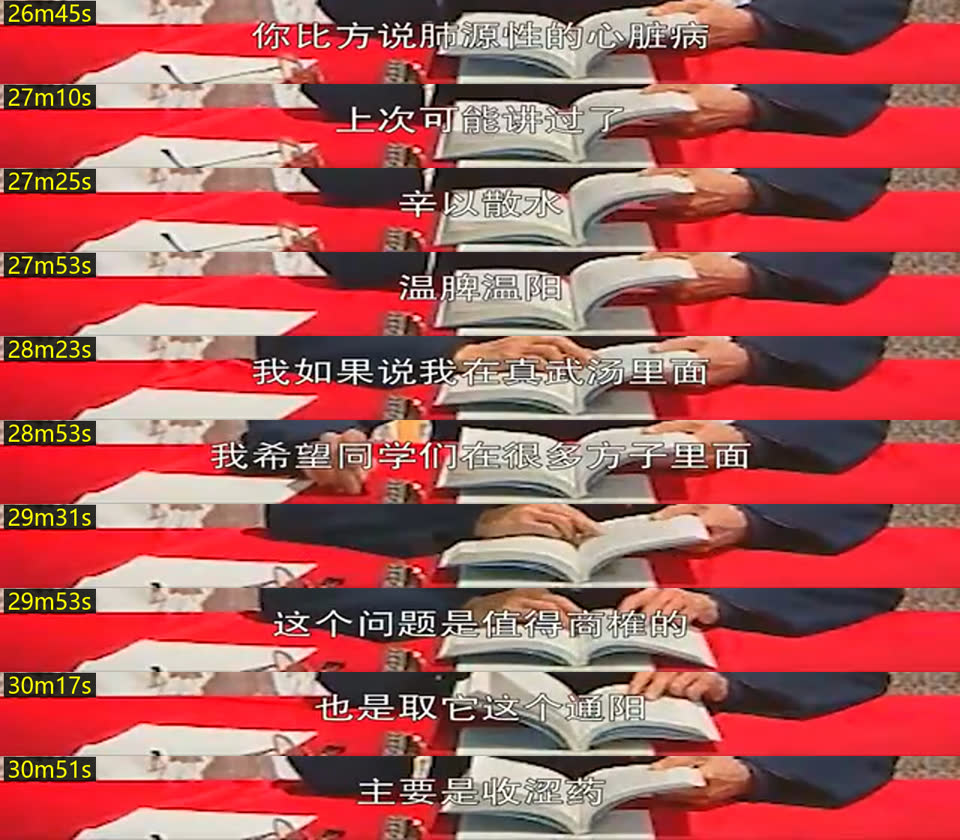 26m45s
你比方说肺源性的心脏病
27m10s
上次可能讲过了
27m25s
辛以散水
27m53s
温脾温阳
28m23s
我如果说我在真武汤里面
28m53s
我希望同学们在很多方子里面
29m31s
29m53s
这个问题是值得商榷的
30m17s
也是取它这个通阳
30m51s
主要是收涩药